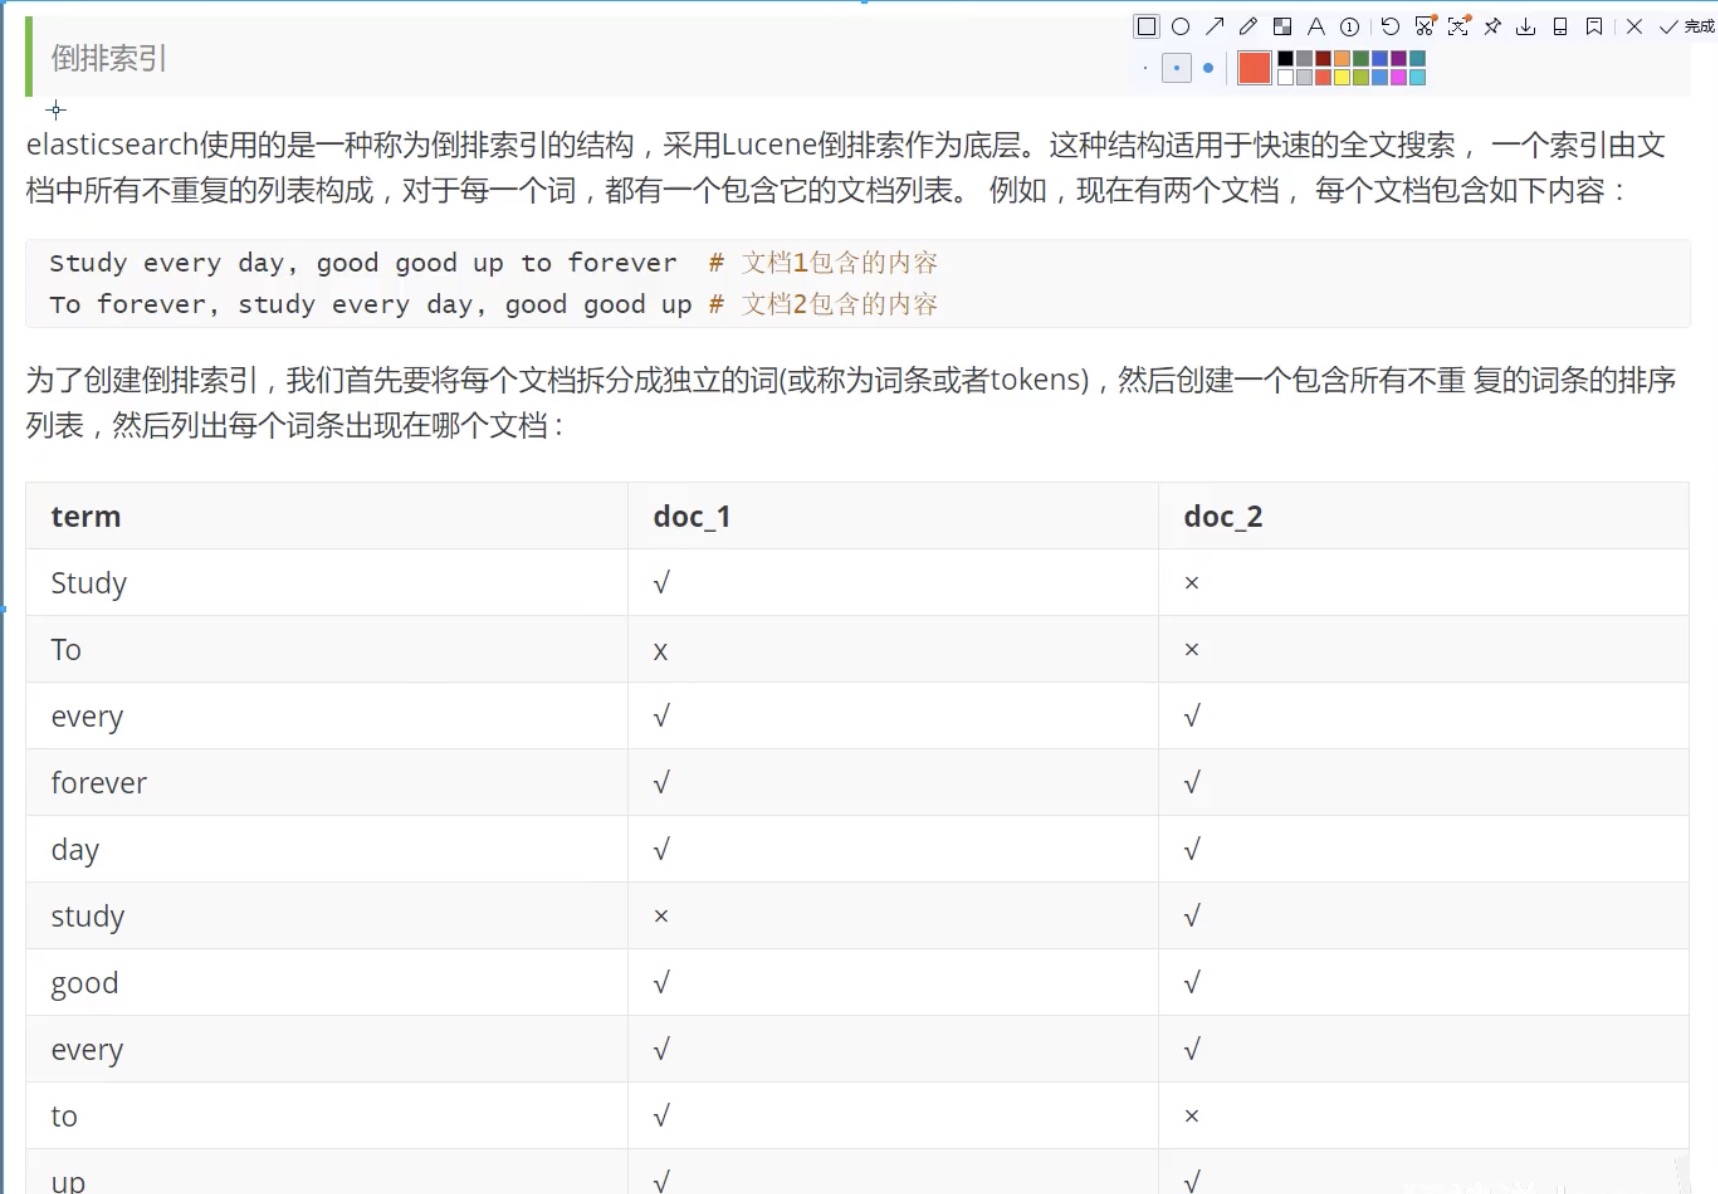 倒排索引
完成
elasticsearch使用的是一种称为倒排索引的结构，采用Lucene倒排索作为底层。这种结构适用于快速的全文搜索， 一个索引由文
档中所有不重复的列表构成，对于每一个词，都有一个包含它的文档列表。 例如，现在有两个文档， 每个文档包含如下内容：
Study every day, good good up to forever  # 文档1包含的内容
To forever, study every day, good good up # 文档2包含的内容
为了创建倒排索引，我们首先要将每个文档拆分成独立的词(或称为词条或者tokens)，然后创建一个包含所有不重 复的词条的排序
列表，然后列出每个词条出现在哪个文档：
term doc_1 doc_2
Study √ ×
To x ×
every √ √
forever √ √
day √ √
study × √
good √ √
every √ √
to √ ×
up √ √